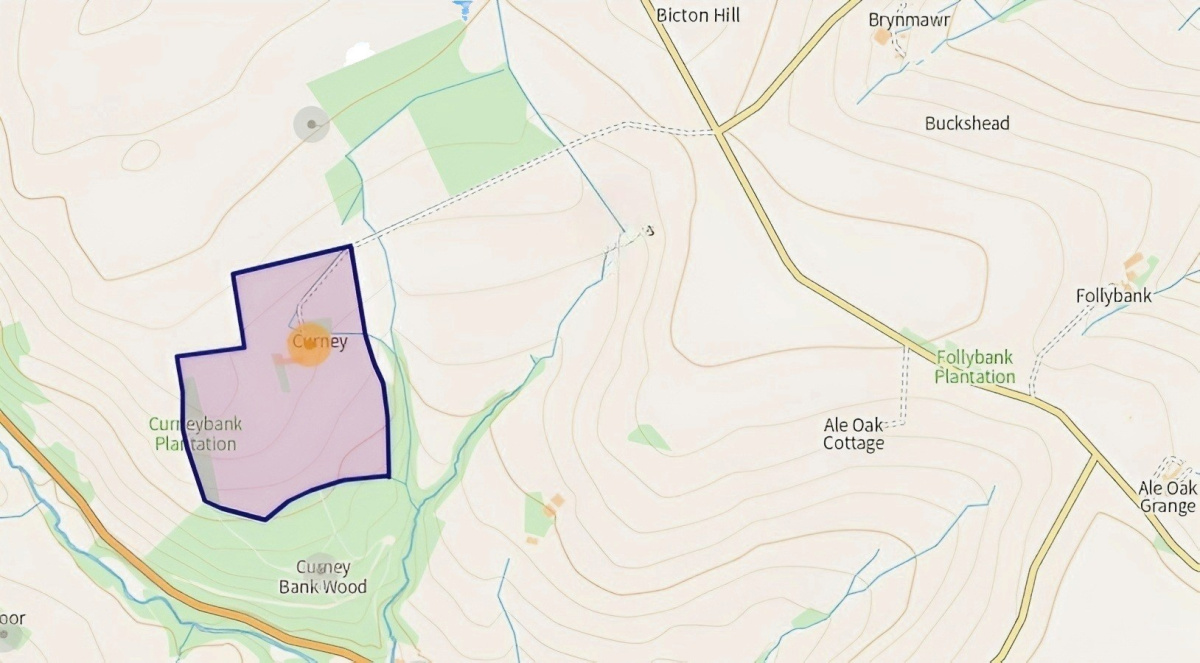 Bicton Hill
Brynmawr
Buckshead
Follybank
Curney
Follybank
Plantation
Curneybank
Plantation
Ale Oak
Cottage
Ale Oak
Grange
Curney
Bank Wood
oor